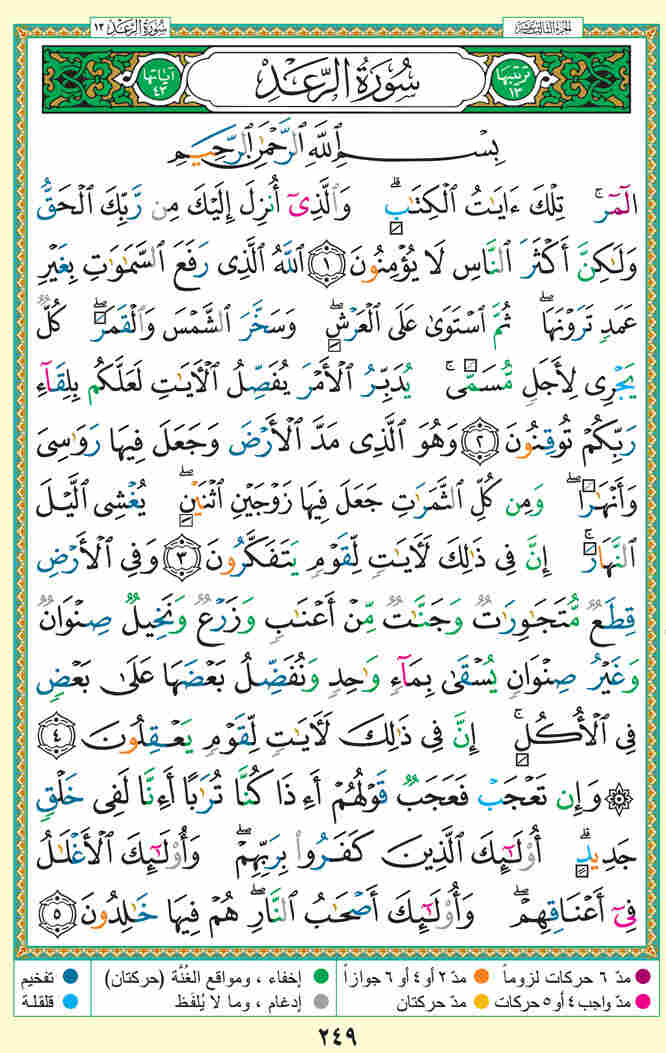 سُورَةُ الرَّعْدِ ١٣
الجزء الثالث عشر
ترتيبها ١٣
سُورَةُ الرَّعْدِ
آياتها ٤٣
بِسْمِ ٱللَّهِ ٱلرَّحْمَٰنِ ٱلرَّحِيمِ
الٓمٓرۚ تِلْكَ ءَايَٰتُ ٱلْكِتَٰبِۗ وَٱلَّذِىٓ أُنزِلَ إِلَيْكَ مِن رَّبِّكَ ٱلْحَقُّ
وَلَٰكِنَّ أَكْثَرَ ٱلنَّاسِ لَا يُؤْمِنُونَ ١ ٱللَّهُ ٱلَّذِى رَفَعَ ٱلسَّمَٰوَٰتِ بِغَيْرِ
عَمَدٍ تَرَوْنَهَاۖ ثُمَّ ٱسْتَوَىٰ عَلَى ٱلْعَرْشِۖ وَسَخَّرَ ٱلشَّمْسَ وَٱلْقَمَرَۖ كُلٌّ
يَجْرِى لِأَجَلٍ مُّسَمًّىۚ يُدَبِّرُ ٱلْأَمْرَ يُفَصِّلُ ٱلْءَايَٰتِ لَعَلَّكُم بِلِقَآءِ
رَبِّكُمْ تُوقِنُونَ ٢ وَهُوَ ٱلَّذِى مَدَّ ٱلْأَرْضَ وَجَعَلَ فِيهَا رَوَٰسِىَ
وَأَنْهَٰرًاۖ وَمِن كُلِّ ٱلثَّمَرَٰتِ جَعَلَ فِيهَا زَوْجَيْنِ ٱثْنَيْنِۖ يُغْشِى ٱلَّيْلَ
ٱلنَّهَارَۚ إِنَّ فِى ذَٰلِكَ لَءَايَٰتٍ لِّقَوْمٍ يَتَفَكَّرُونَ ٣ وَفِى ٱلْأَرْضِ
قِطَعٌ مُّتَجَٰوِرَٰتٌ وَجَنَّٰتٌ مِّنْ أَعْنَٰبٍ وَزَرْعٌ وَنَخِيلٌ صِنْوَانٌ
وَغَيْرُ صِنْوَانٍ يُسْقَىٰ بِمَآءٍ وَٰحِدٍ وَنُفَضِّلُ بَعْضَهَا عَلَىٰ بَعْضٍ
فِى ٱلْأُكُلِۚ إِنَّ فِى ذَٰلِكَ لَءَايَٰتٍ لِّقَوْمٍ يَعْقِلُونَ ٤
۞ وَإِن تَعْجَبْ فَعَجَبٌ قَوْلُهُمْ أَءِذَا كُنَّا تُرَٰبًا أَءِنَّا لَفِى خَلْقٍ
جَدِيدٍۗ أُو۟لَٰٓئِكَ ٱلَّذِينَ كَفَرُوا۟ بِرَبِّهِمْۖ وَأُو۟لَٰٓئِكَ ٱلْأَغْلَٰلُ
فِىٓ أَعْنَاقِهِمْۖ وَأُو۟لَٰٓئِكَ أَصْحَٰبُ ٱلنَّارِۖ هُمْ فِيهَا خَٰلِدُونَ ٥
مدّ ٦ حركات لزوماً
مدّ ٢ أو ٤ أو ٦ جوازاً
إخفاء ، ومواقع الغُنَّة (حركتان)
تفخيم
مدّ واجب ٤ أو ٥ حركات
مدّ حركتان
إدغام ، وما لا يُلفَظ
قلقلة
٢٤٩